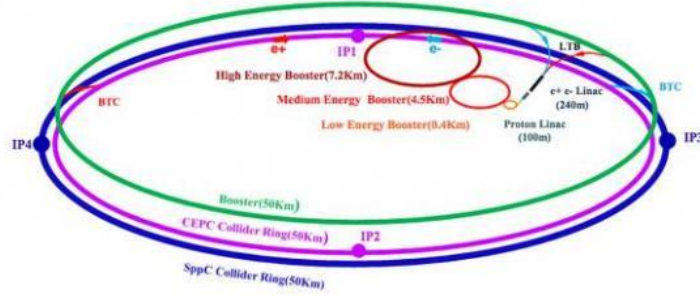 e+
IP1
e-
LTB
High Energy Booster(7.2Km)
BTC
Medium Energy Booster(4.5Km)
e+ e- Linac
(240m)
BTC
Low Energy Booster(0.4Km)
Proton Linac
(100m)
IP4
IP3
Booster(50Km)
CEPC Collider Ring(50Km)
IP2
SppC Collider Ring(50Km)